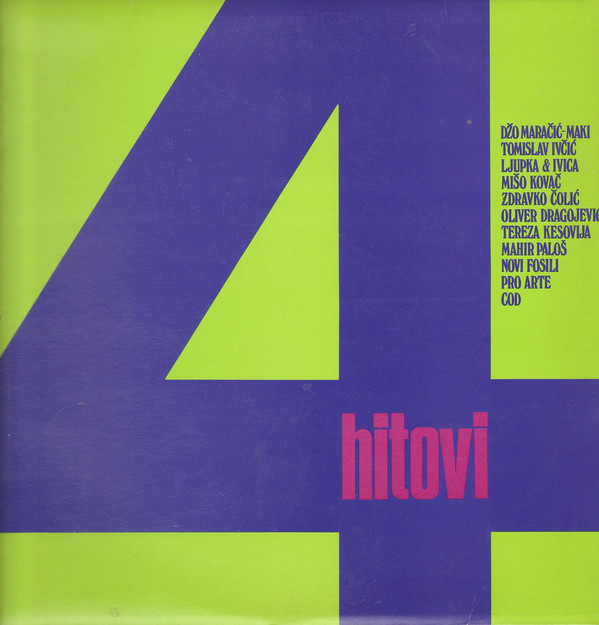 4
DŽO MARAČIĆ-MAKI
TOMISLAV IVČIĆ
LJUPKA & IVICA
MIŠO KOVAČ
ZDRAVKO ČOLIĆ
OLIVER DRAGOJEVIĆ
TEREZA KESOVIJA
MAHIR PALOŠ
NOVI FOSILI
PRO ARTE
COD
hitovi